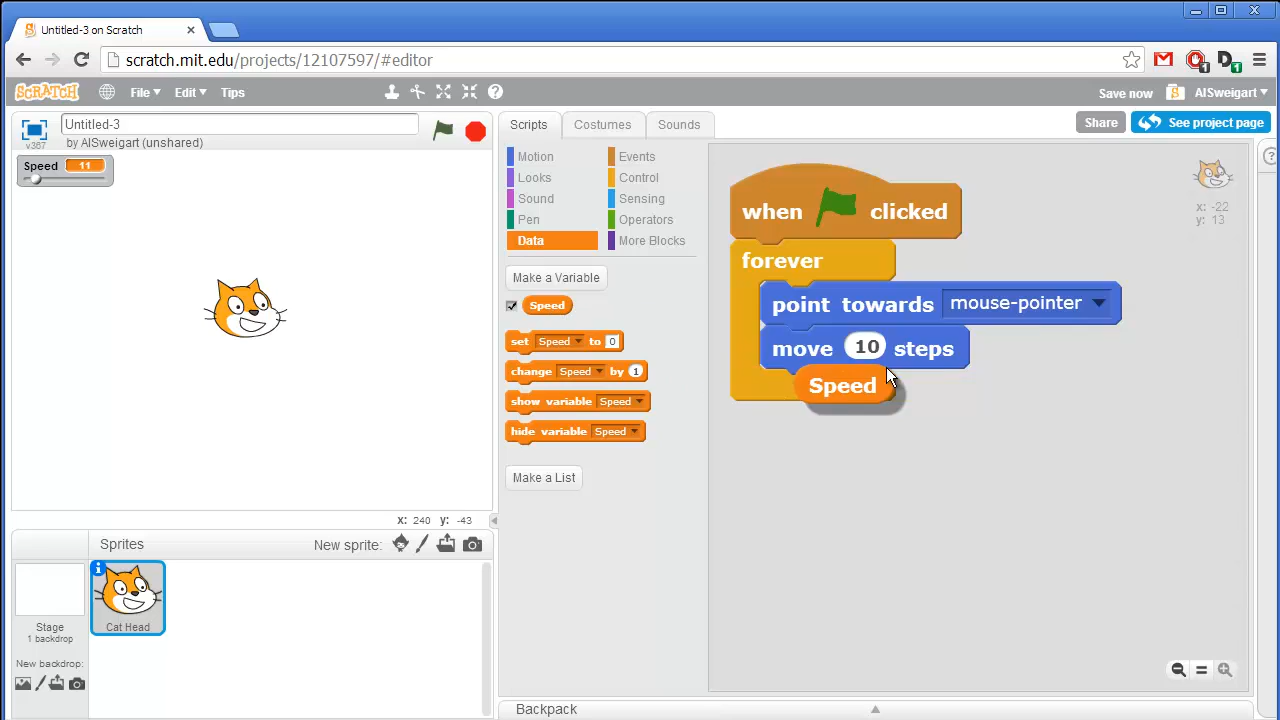 Untitled-3 on Scratch
scratch.mit.edu/projects/12107597/#editor
1
1
SCRATCH
File
Edit
Tips
Save now
AlSweigart
Untitled-3
v387
by AlSweigart (unshared)
Scripts
Costumes
Sounds
Share
See project page
Speed 11
Motion
Events
Looks
Control
Sound
Sensing
Pen
Operators
Data
More Blocks
Make a Variable
Speed
set Speed to 0
change Speed by 1
show variable Speed
hide variable Speed
Make a List
when clicked
forever
point towards mouse-pointer
move 10 steps
Speed
x: -22
y: 13
x: 240 y: -43
Sprites
New sprite:
Stage
1 backdrop
New backdrop:
Cat Head
Backpack